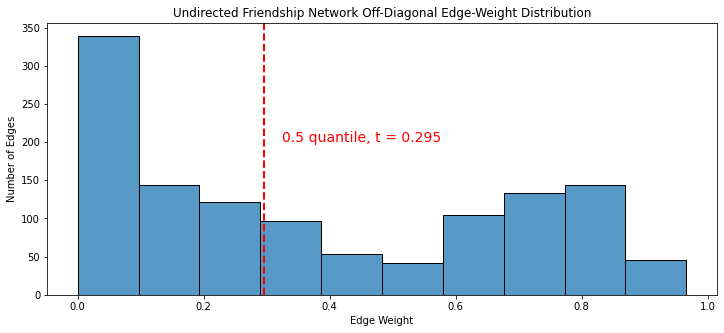 Undirected Friendship Network Off-Diagonal Edge-Weight Distribution
350
300
250
200
150
100
50
0
Number of Edges
0.5 quantile, t = 0.295
0.0 0.2 0.4 0.6 0.8 1.0
Edge Weight